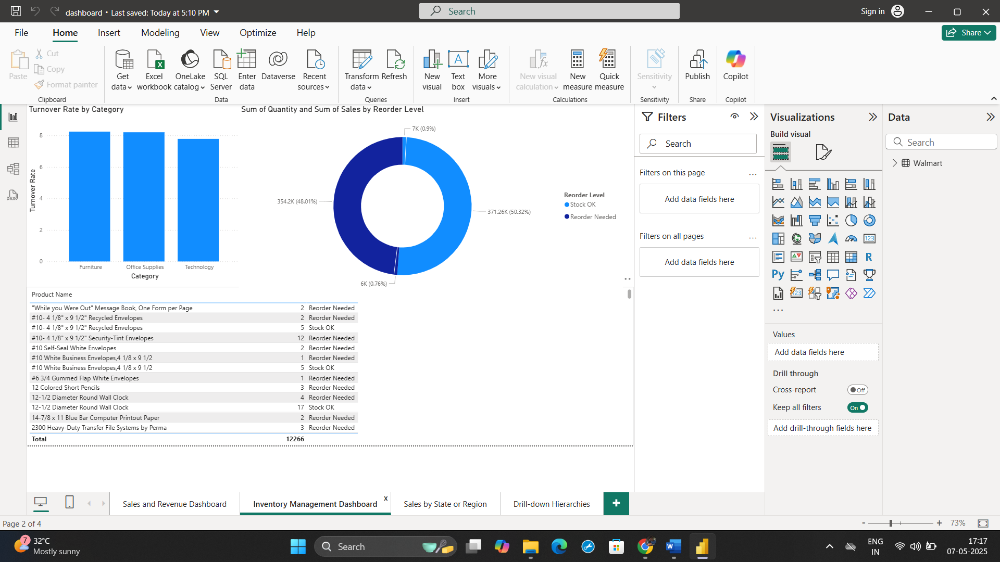 dashboard • Last saved: Today at 5:10 PM
Search
Sign in
File
Home
Insert
Modeling
View
Optimize
Help
Share
Paste
Cut
Copy
Format painter
Clipboard
Get data
Excel workbook
OneLake catalog
SQL Server
Enter data
Dataverse
Recent sources
Data
Transform data
Refresh
Queries
New visual
Text box
More visuals
Insert
New visual calculation
New measure
Quick measure
Calculations
Sensitivity
Sensitivity
Publish
Share
Copilot
Copilot
Turnover Rate by Category
8
6
4
2
0
Turnover Rate
Furniture
Office Supplies
Technology
Category
Sum of Quantity and Sum of Sales by Reorder Level
7K (0.9%)
354.2K (48.01%)
371.26K (50.32%)
6K (0.76%)
Reorder Level
Stock OK
Reorder Needed
Product Name
"While you Were Out" Message Book, One Form per Page 2 Reorder Needed
#10- 4 1/8" x 9 1/2" Recycled Envelopes 2 Reorder Needed
#10- 4 1/8" x 9 1/2" Recycled Envelopes 5 Stock OK
#10- 4 1/8" x 9 1/2" Security-Tint Envelopes 12 Reorder Needed
#10 Self-Seal White Envelopes 2 Reorder Needed
#10 White Business Envelopes,4 1/8 x 9 1/2 1 Reorder Needed
#10 White Business Envelopes,4 1/8 x 9 1/2 5 Stock OK
#6 3/4 Gummed Flap White Envelopes 1 Reorder Needed
12 Colored Short Pencils 3 Reorder Needed
12-1/2 Diameter Round Wall Clock 4 Reorder Needed
12-1/2 Diameter Round Wall Clock 17 Stock OK
14-7/8 x 11 Blue Bar Computer Printout Paper 2 Reorder Needed
2300 Heavy-Duty Transfer File Systems by Perma 3 Reorder Needed
Total 12266
Filters
Search
Filters on this page
Add data fields here
Filters on all pages
Add data fields here
Visualizations
Build visual
123
R
Py
123
Values
Add data fields here
Drill through
Cross-report
Off
Keep all filters
On
Add drill-through fields here
Data
Search
Walmart
Sales and Revenue Dashboard
Inventory Management Dashboard
x
Sales by State or Region
Drill-down Hierarchies
+
Page 2 of 4
- + 73%
7
32°C
Mostly sunny
Search
ENG
IN
17:17
07-05-2025